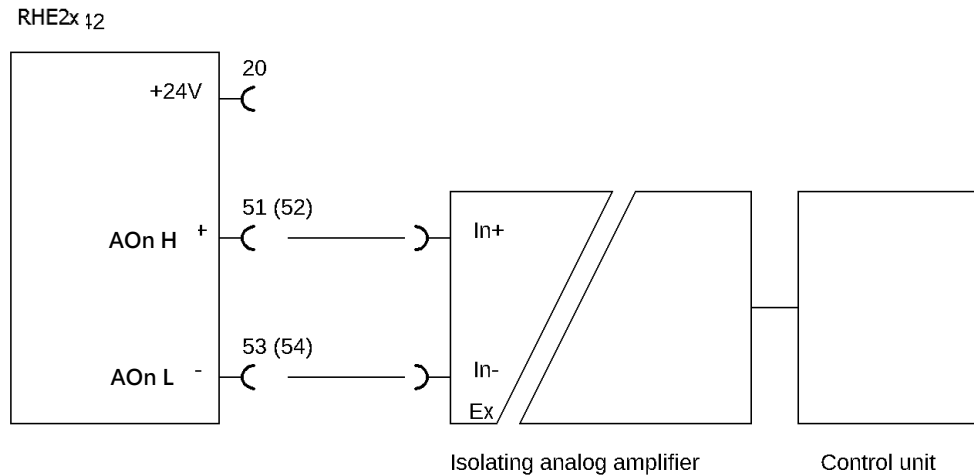 RHE2x 12
20
+24V
51 (52)
AOn H +
In+
53 (54)
AOn L -
In-
Ex
Isolating analog amplifier
Control unit